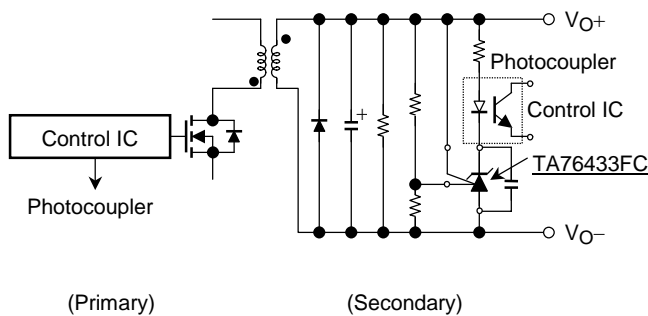 VO+
Photocoupler
Control IC
Control IC
+
TA76433FC
Photocoupler
VO−
(Primary)
(Secondary)